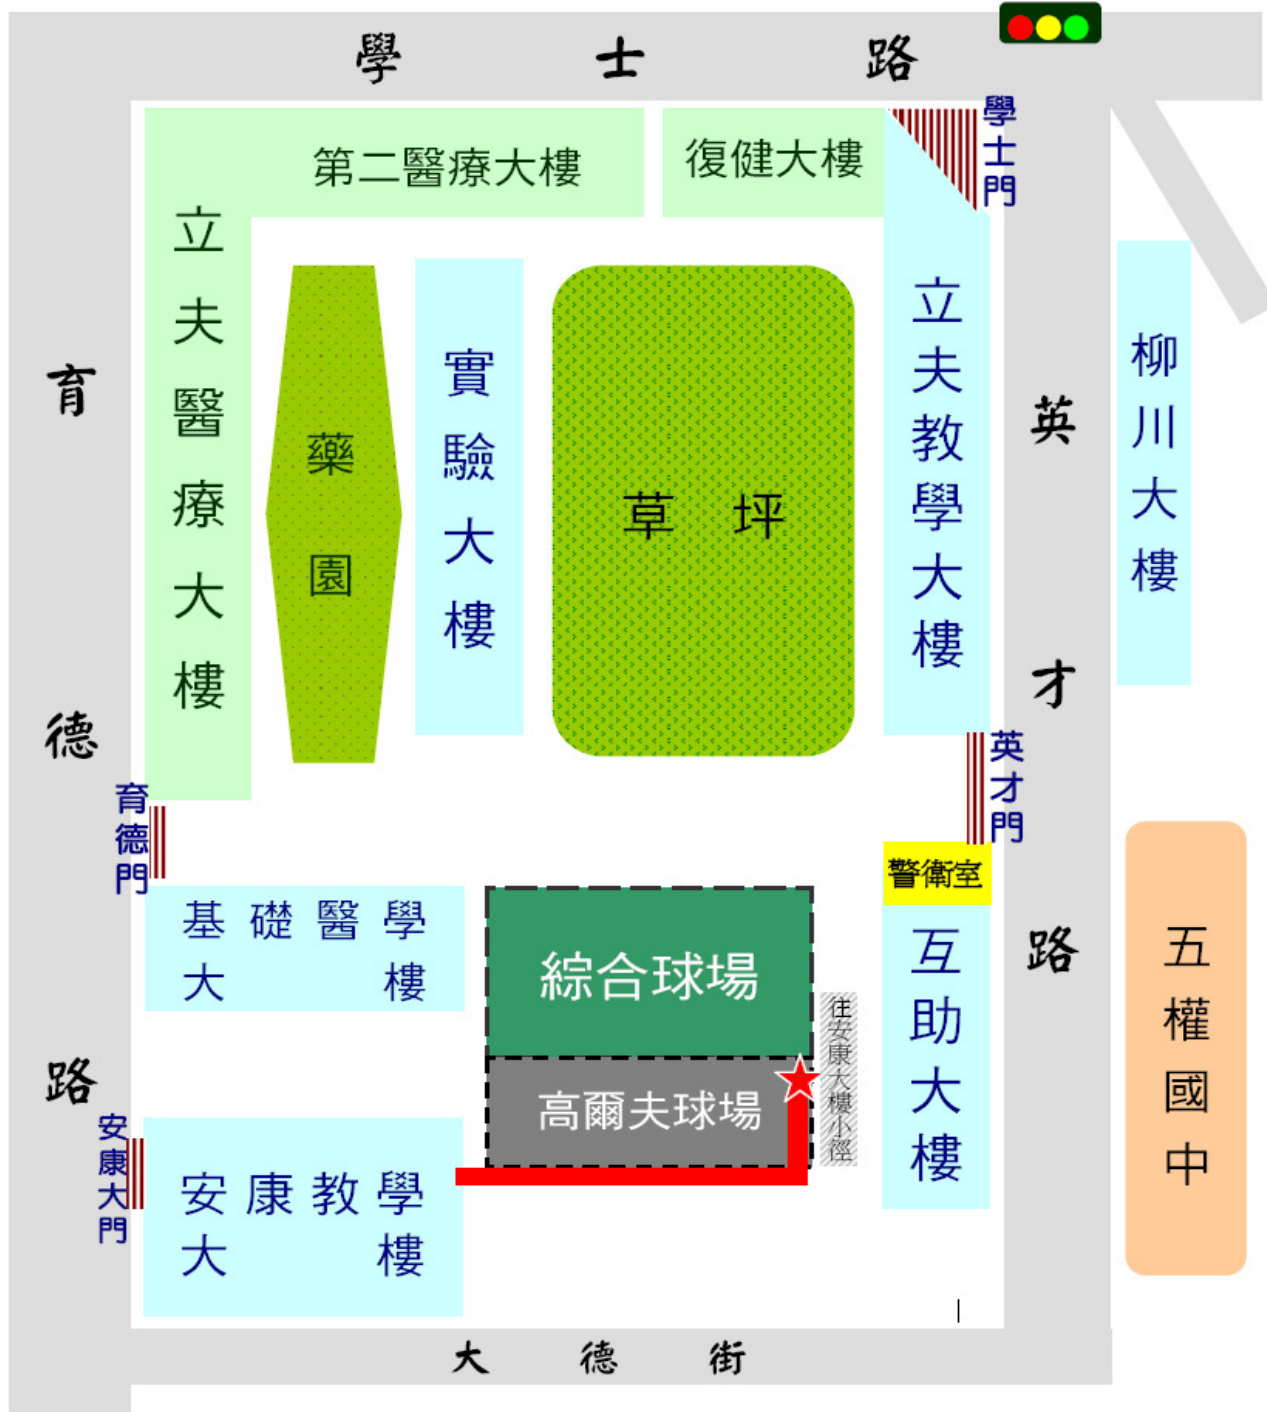 學士路
學士門
第二醫療大樓
復健大樓
立夫醫療大樓
藥園
實驗大樓
草坪
立夫教學大樓
柳川大樓
育德路
英才路
英才門
育德門
警衛室
基礎醫學
大樓
綜合球場
互助大樓
五權國中
往安康大樓小徑
高爾夫球場
安康大門
安康教學
大樓
大德街